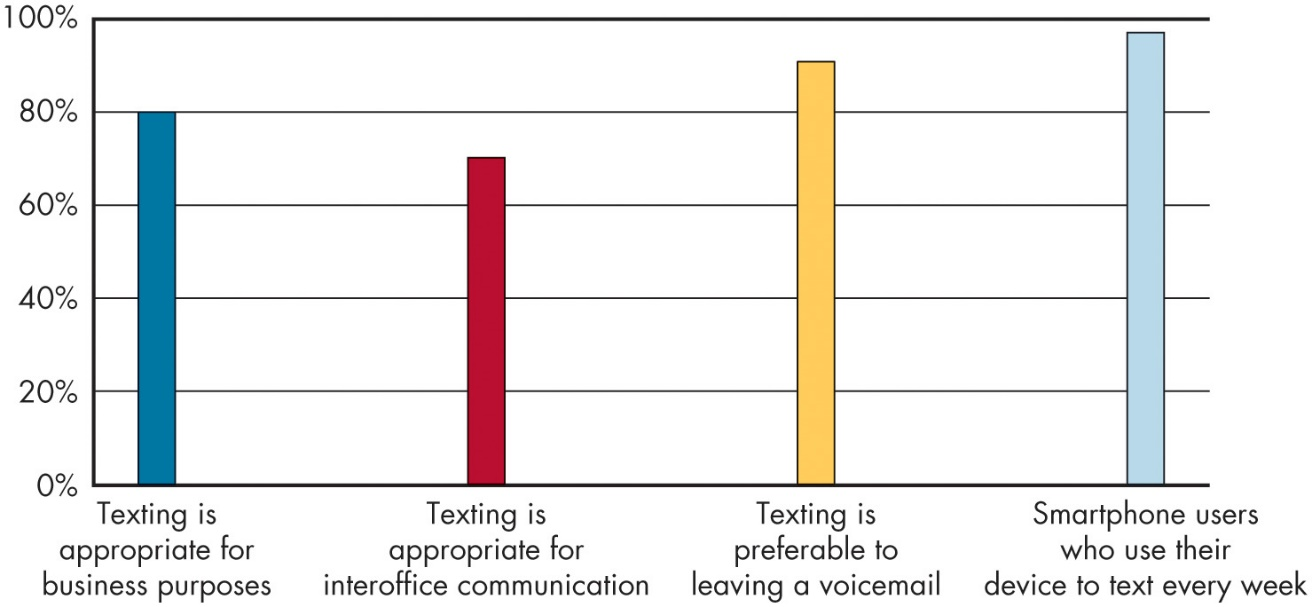 100%
80%
60%
40%
20%
0%
Texting is
appropriate for
business purposes
Texting is
appropriate for
interoffice communication
Texting is
preferable to
leaving a voicemail
Smartphone users
who use their
device to text every week